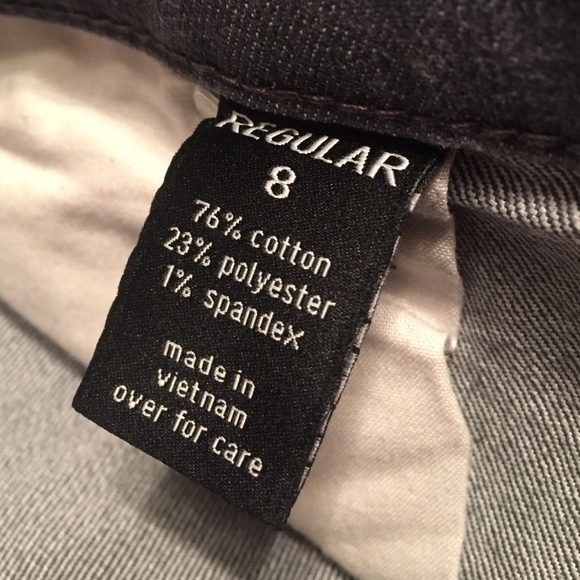 REGULAR
8
76% cotton
23% polyester
1% spandex
made in
vietnam
over for care